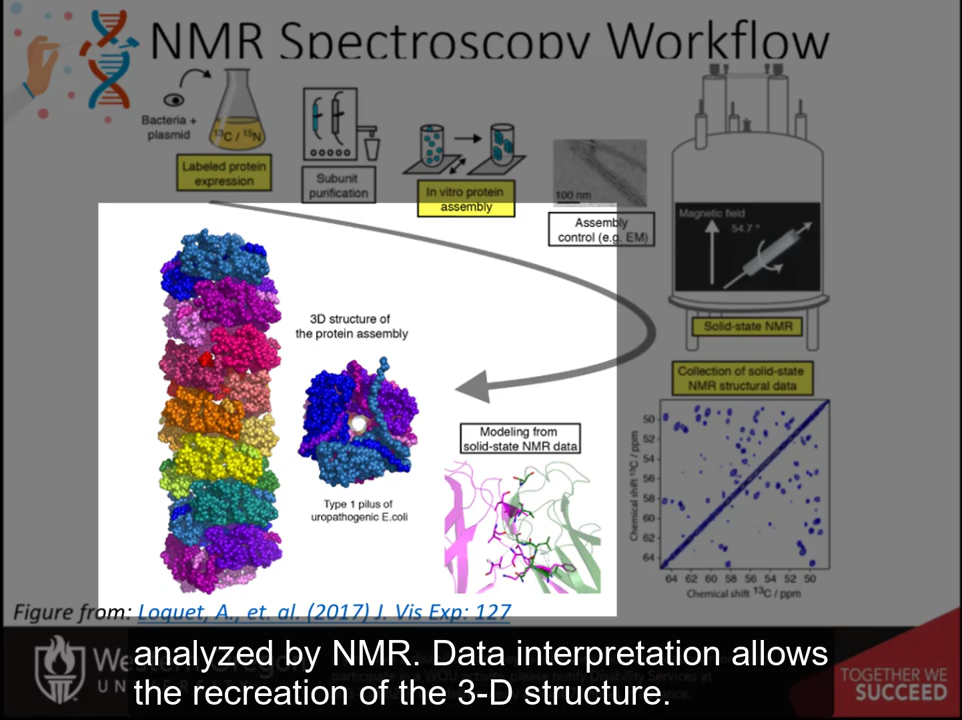 NMR Spectroscopy Workflow
Bacteria +
plasmid
13C / 15N
Labeled protein
expression
Subunit
purification
In vitro protein
assembly
100 nm
Assembly
control (e.g. EM)
Magnetic field
54.7 °
Solid-state NMR
Collection of solid-state
NMR structural data
3D structure of
the protein assembly
Type 1 pilus of
uropathogenic E.coli
Modeling from
solid-state NMR data
Chemical shift 13C / ppm
50
52
54
56
58
60
62
64
64 62 60 58 56 54 52 50
Chemical shift 13C / ppm
Figure from: Loquet, A., et. al. (2017) J. Vis Exp: 127
analyzed by NMR. Data interpretation allows
the recreation of the 3-D structure.
TOGETHER WE
SUCCEED